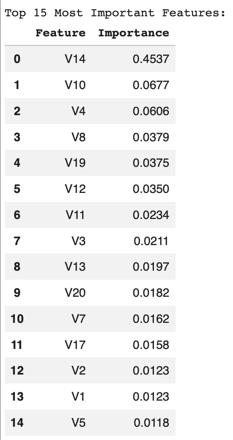 Top 15 Most Important Features:
Feature Importance
0 V14 0.4537
1 V10 0.0677
2 V4 0.0606
3 V8 0.0379
4 V19 0.0375
5 V12 0.0350
6 V11 0.0234
7 V3 0.0211
8 V13 0.0197
9 V20 0.0182
10 V7 0.0162
11 V17 0.0158
12 V2 0.0123
13 V1 0.0123
14 V5 0.0118